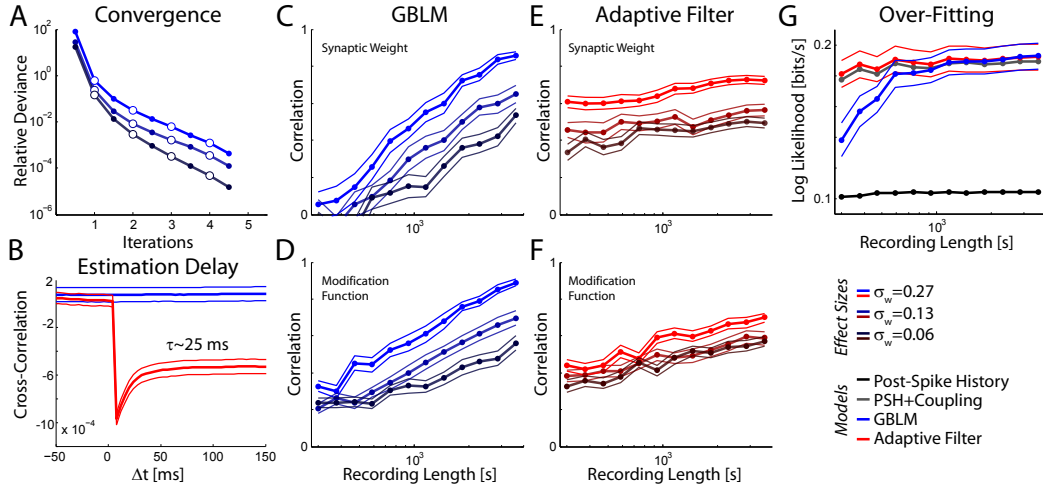 A Convergence
10^2
10^0
10^-2
10^-4
10^-6
Relative Deviance
1 2 3 4 5
Iterations
B Estimation Delay
2
-2
-6
-10
x 10^-4
Cross-Correlation
τ~25 ms
-50 0 50 100 150
Δt [ms]
C GBLM
Synaptic Weight
1
0
Correlation
10^3
D
Modification
Function
1
0
Correlation
10^3
Recording Length [s]
E Adaptive Filter
Synaptic Weight
1
0
Correlation
10^3
F
Modification
Function
1
0
Correlation
10^3
Recording Length [s]
G Over-Fitting
0.2
0.1
Log Likelihood [bits/s]
10^3
Recording Length [s]
Effect Sizes
σ_w=0.27
σ_w=0.13
σ_w=0.06
Models
Post-Spike History
PSH+Coupling
GBLM
Adaptive Filter